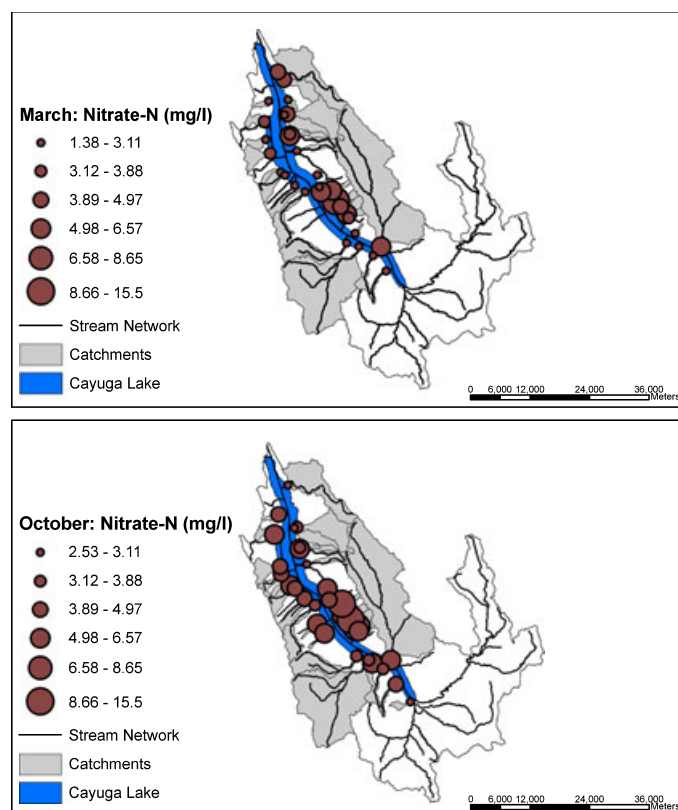 March: Nitrate-N (mg/l)
1.38 - 3.11
3.12 - 3.88
3.89 - 4.97
4.98 - 6.57
6.58 - 8.65
8.66 - 15.5
Stream Network
Catchments
Cayuga Lake
0 6,000 12,000 24,000 36,000
Meters
October: Nitrate-N (mg/l)
2.53 - 3.11
3.12 - 3.88
3.89 - 4.97
4.98 - 6.57
6.58 - 8.65
8.66 - 15.5
Stream Network
Catchments
Cayuga Lake
0 6,000 12,000 24,000 36,000
Meters